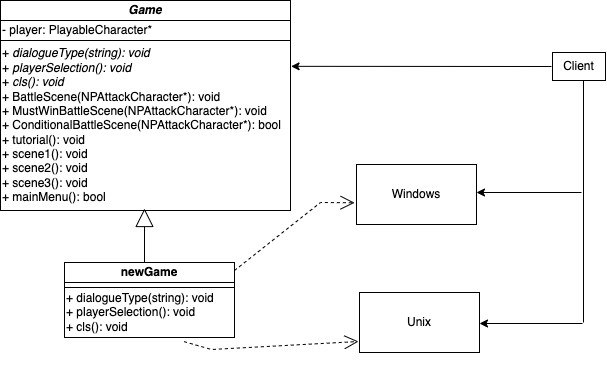 Game
- player: PlayableCharacter*
+ dialogueType(string): void
+ playerSelection(): void
+ cls(): void
+ BattleScene(NPAttackCharacter*): void
+ MustWinBattleScene(NPAttackCharacter*): void
+ ConditionalBattleScene(NPAttackCharacter*): bool
+ tutorial(): void
+ scene1(): void
+ scene2(): void
+ scene3(): void
+ mainMenu(): bool
Client
Windows
newGame
+ dialogueType(string): void
+ playerSelection(): void
+ cls(): void
Unix